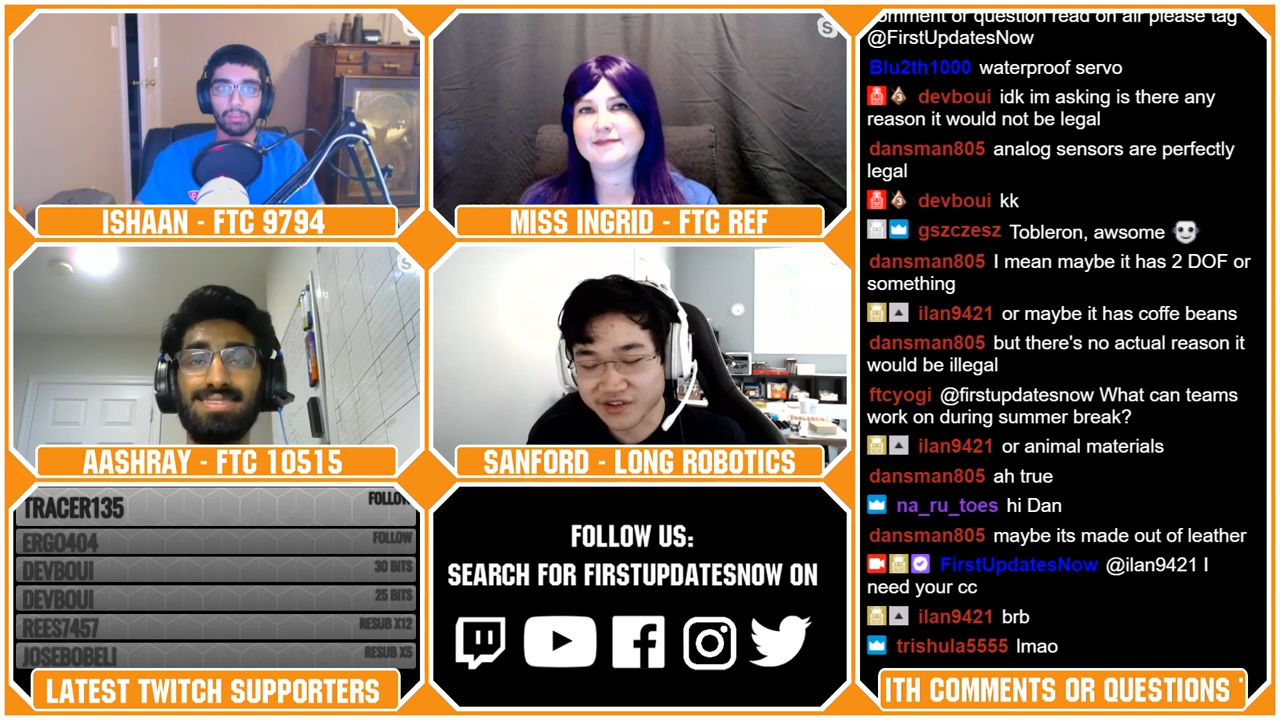 ISHAAN - FTC 9794
MISS INGRID - FTC REF
AASHRAY - FTC 10515
SANFORD - LONG ROBOTICS
TRACER135 FOLLOW
ERGO404 FOLLOW
DEVBOUI 30 BITS
DEVBOUI 25 BITS
REES7457 RESUB X12
JOSEBOBELI RESUB X5
LATEST TWITCH SUPPORTERS
FOLLOW US:
SEARCH FOR FIRSTUPDATESNOW ON
comment or question read on air please tag
@FirstUpdatesNow
Blu2th1000 waterproof servo
devboui idk im asking is there any
reason it would not be legal
dansman805 analog sensors are perfectly
legal
devboui kk
gszczesz Tobleron, awsome
dansman805 I mean maybe it has 2 DOF or
something
ilan9421 or maybe it has coffe beans
dansman805 but there's no actual reason it
would be illegal
ftcyogi @firstupdatesnow What can teams
work on during summer break?
ilan9421 or animal materials
dansman805 ah true
na_ru_toes hi Dan
dansman805 maybe its made out of leather
FirstUpdatesNow @ilan9421 I
need your cc
ilan9421 brb
trishula5555 lmao
ITH COMMENTS OR QUESTIONS